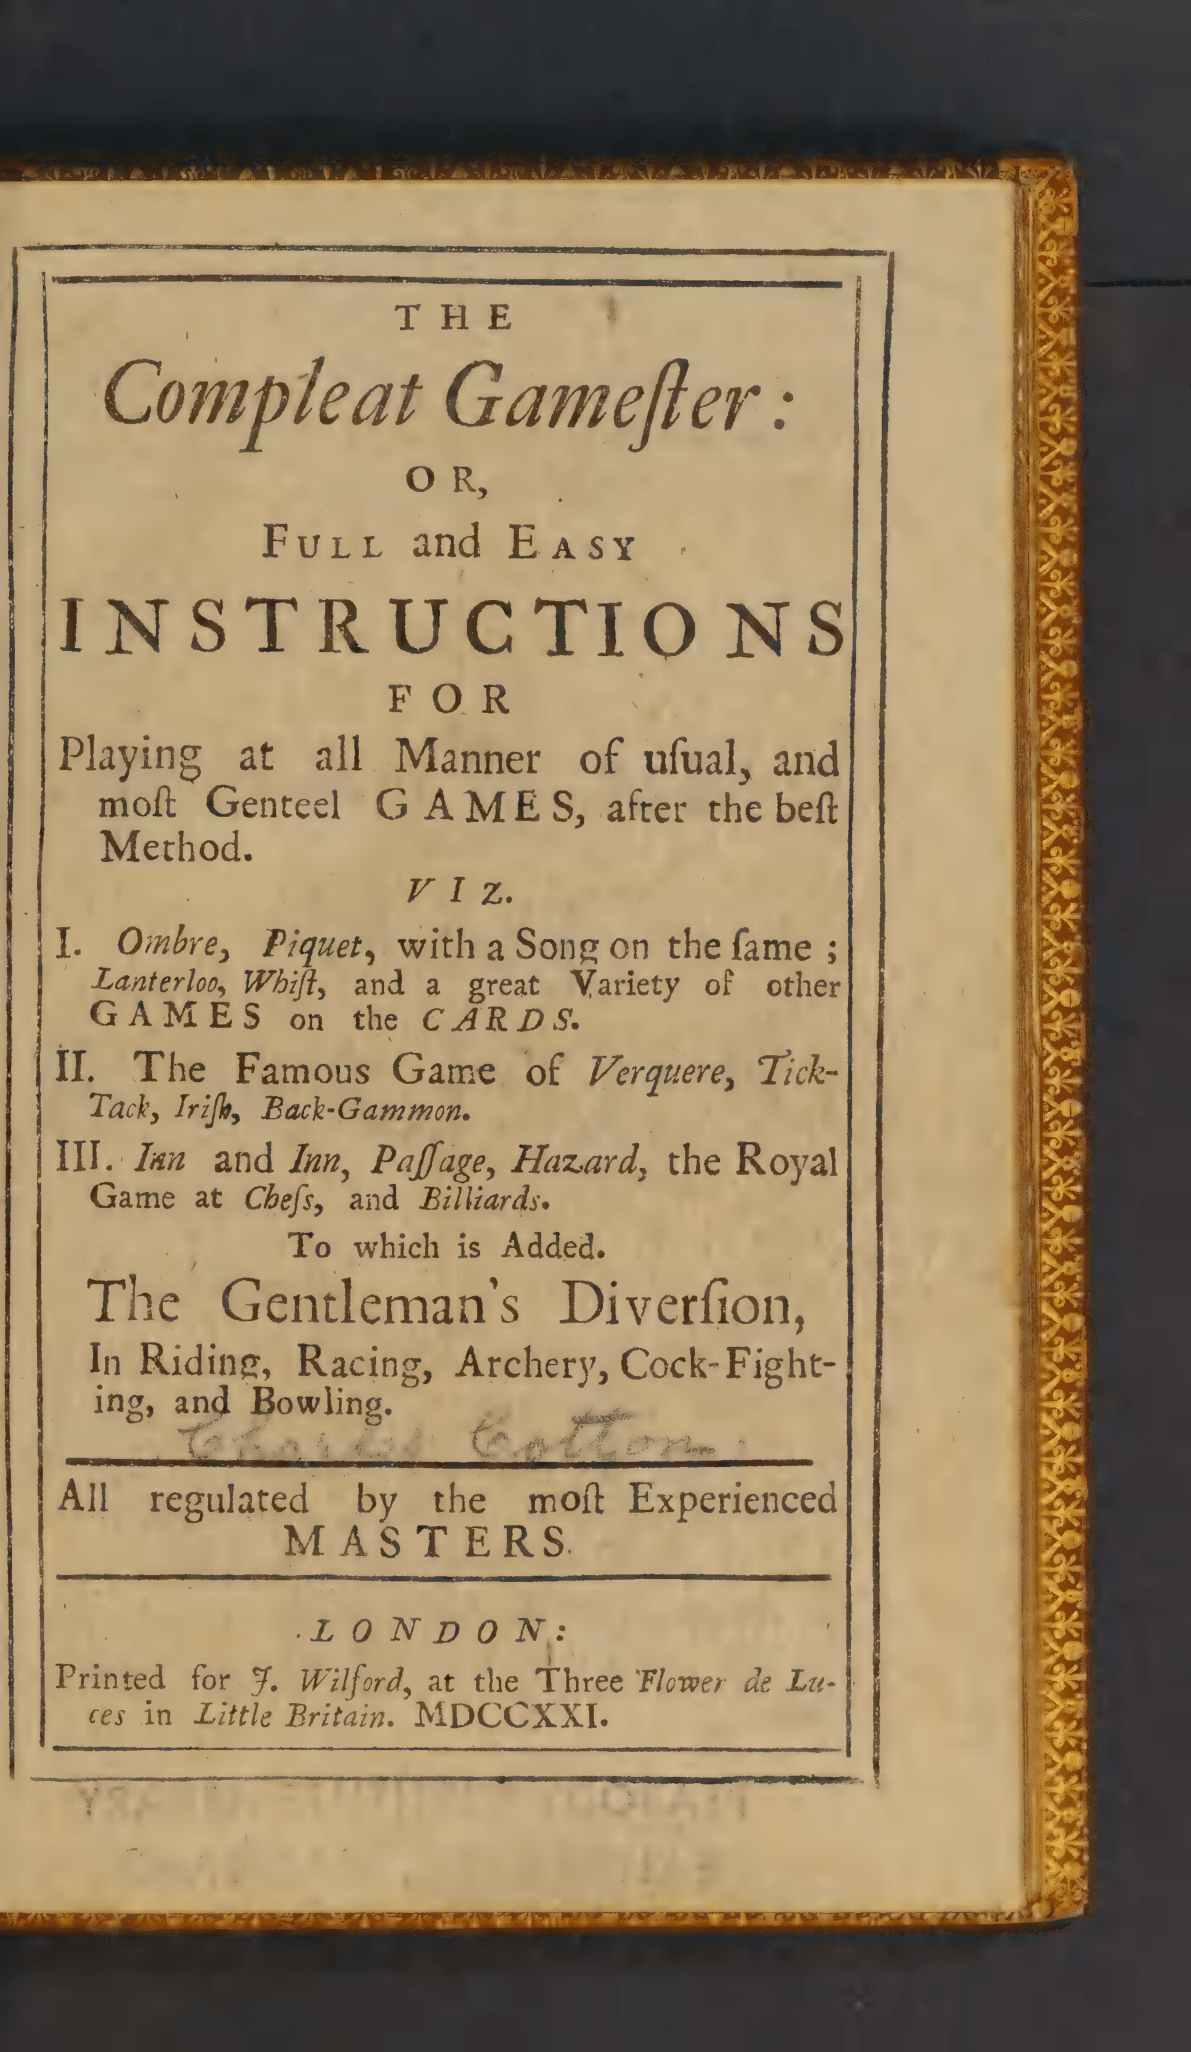 THE
Compleat Gameſter:
OR,
FULL and EASY
INSTRUCTIONS
FOR
Playing at all Manner of uſual, and
moſt Genteel GAMES, after the beſt
Method.
VIZ.
I. Ombre, Piquet, with a Song on the ſame ;
Lanterloo, Whiſt, and a great Variety of other
GAMES on the CARDS.
II. The Famous Game of Verquere, Tick-
Tack, Iriſh, Back-Gammon.
III. Inn and Inn, Paſſage, Hazard, the Royal
Game at Cheſs, and Billiards.
To which is Added.
The Gentleman's Diverſion,
In Riding, Racing, Archery, Cock-Fight-
ing, and Bowling.
Charles Cotton.
All regulated by the moſt Experienced
MASTERS.
LONDON:
Printed for J. Wilford, at the Three Flower de Lu-
ces in Little Britain. MDCCXXI.